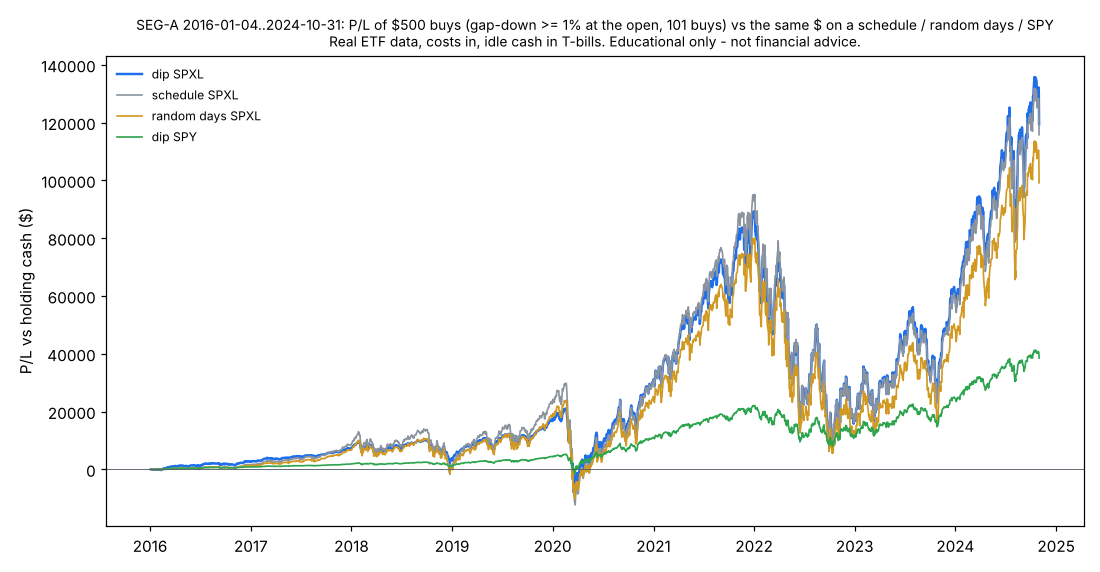 SEG-A 2016-01-04..2024-10-31: P/L of $500 buys (gap-down >= 1% at the open, 101 buys) vs the same $ on a schedule / random days / SPY
Real ETF data, costs in, idle cash in T-bills. Educational only - not financial advice.
dip SPXL
schedule SPXL
random days SPXL
dip SPY
P/L vs holding cash ($)
140000
120000
100000
80000
60000
40000
20000
0
2016 2017 2018 2019 2020 2021 2022 2023 2024 2025